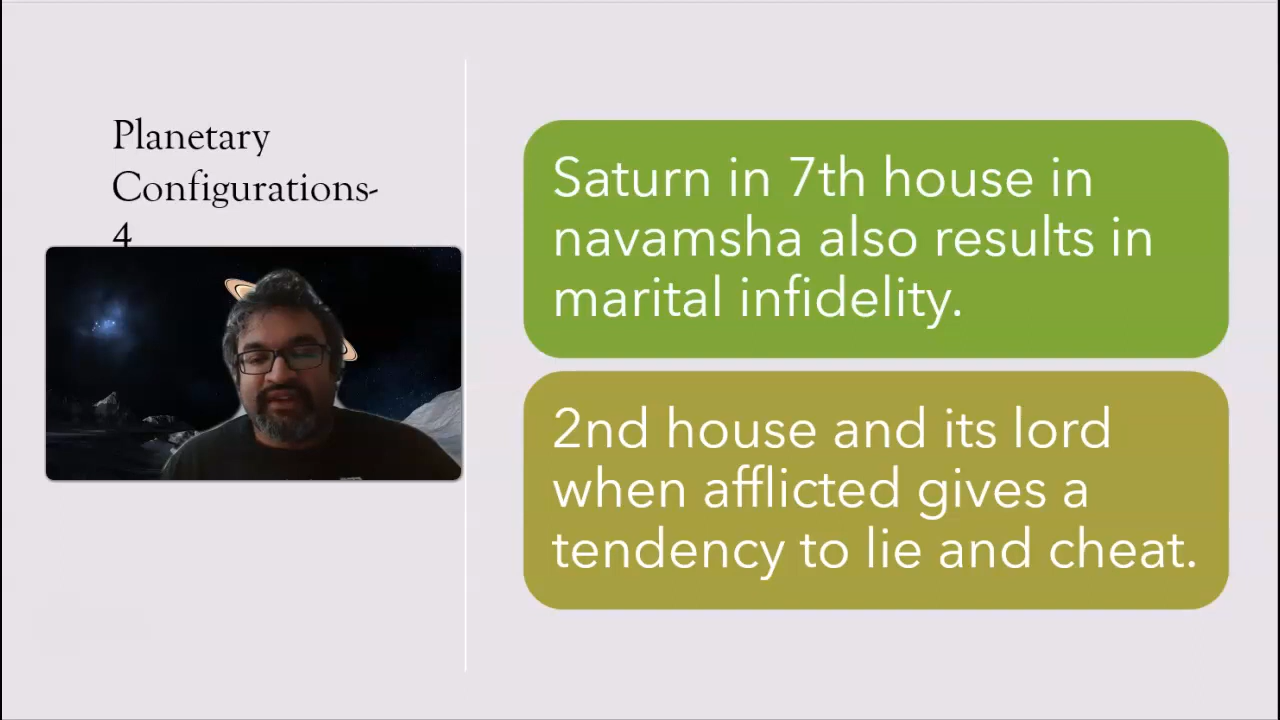 Planetary
Configurations-
4
Saturn in 7th house in
navamsha also results in
marital infidelity.
2nd house and its lord
when afflicted gives a
tendency to lie and cheat.